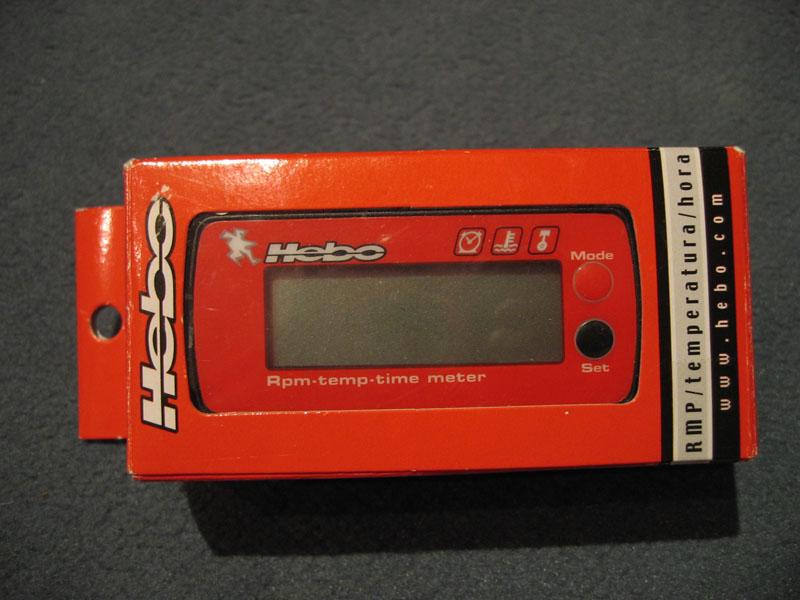 Hebo
Hebo
Mode
Set
Rpm-temp-time meter
RMP/temperatura/hora
www.hebo.com